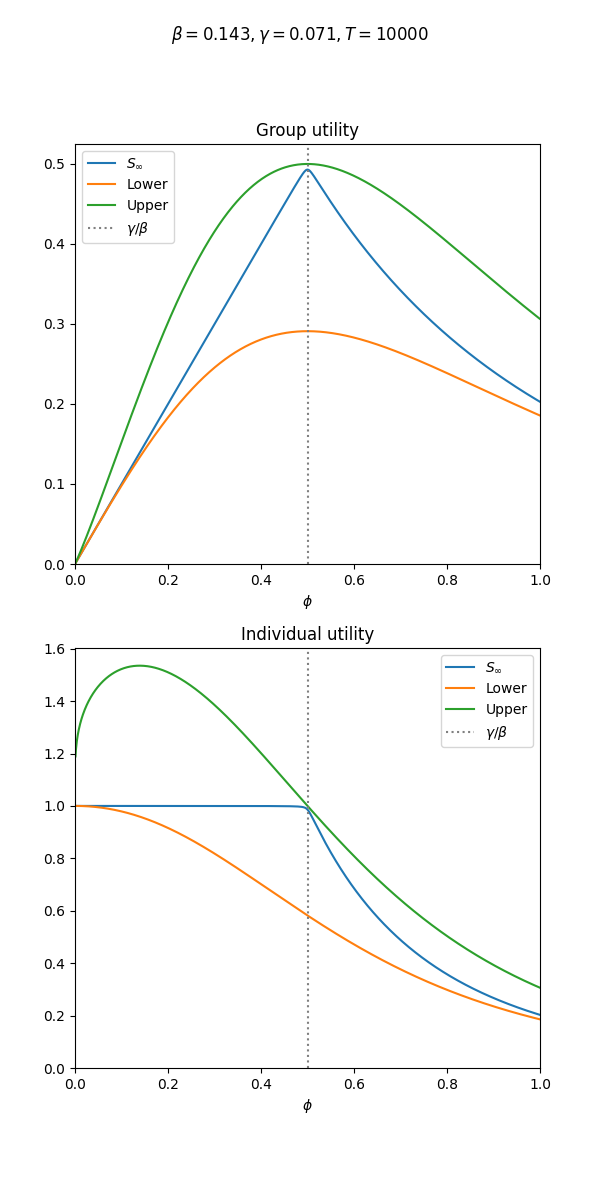 β = 0.143, γ = 0.071, T = 10000
Group utility
S∞
Lower
Upper
γ/β
0.5
0.4
0.3
0.2
0.1
0.0
0.0 0.2 0.4 0.6 0.8 1.0
ϕ
Individual utility
S∞
Lower
Upper
γ/β
1.6
1.4
1.2
1.0
0.8
0.6
0.4
0.2
0.0
0.0 0.2 0.4 0.6 0.8 1.0
ϕ